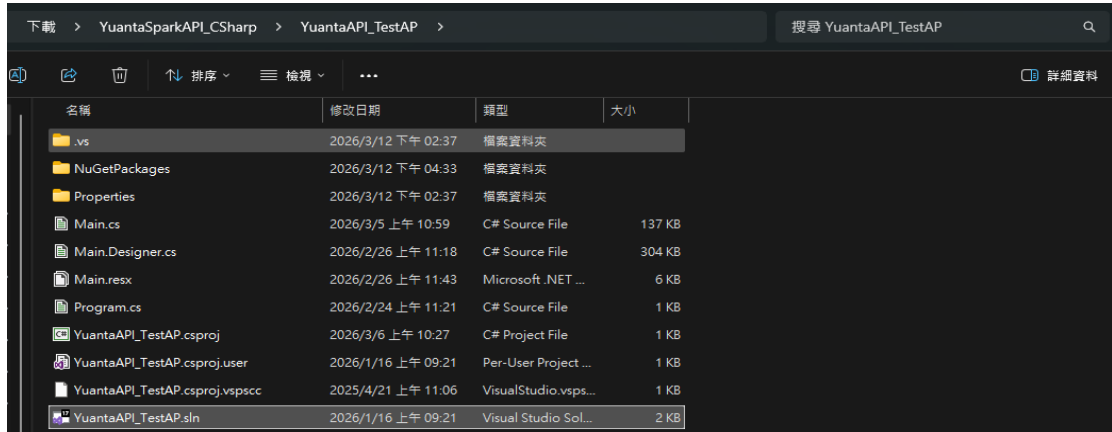 下載 > YuantaSparkAPI_CSharp > YuantaAPI_TestAP > 搜尋 YuantaAPI_TestAP
排序 檢視 ... 詳細資料
名稱 修改日期 類型 大小
.vs 2026/3/12 下午 02:37 檔案資料夾
NuGetPackages 2026/3/12 下午 04:33 檔案資料夾
Properties 2026/3/12 下午 02:37 檔案資料夾
Main.cs 2026/3/5 上午 10:59 C# Source File 137 KB
Main.Designer.cs 2026/2/26 上午 11:18 C# Source File 304 KB
Main.resx 2026/2/26 上午 11:43 Microsoft .NET ... 6 KB
Program.cs 2026/2/24 上午 11:21 C# Source File 1 KB
YuantaAPI_TestAP.csproj 2026/3/6 上午 10:27 C# Project File 1 KB
YuantaAPI_TestAP.csproj.user 2026/1/16 上午 09:21 Per-User Project ... 1 KB
YuantaAPI_TestAP.csproj.vspscc 2025/4/21 上午 11:06 VisualStudio.vsps... 1 KB
YuantaAPI_TestAP.sln 2026/1/16 上午 09:21 Visual Studio Sol... 2 KB